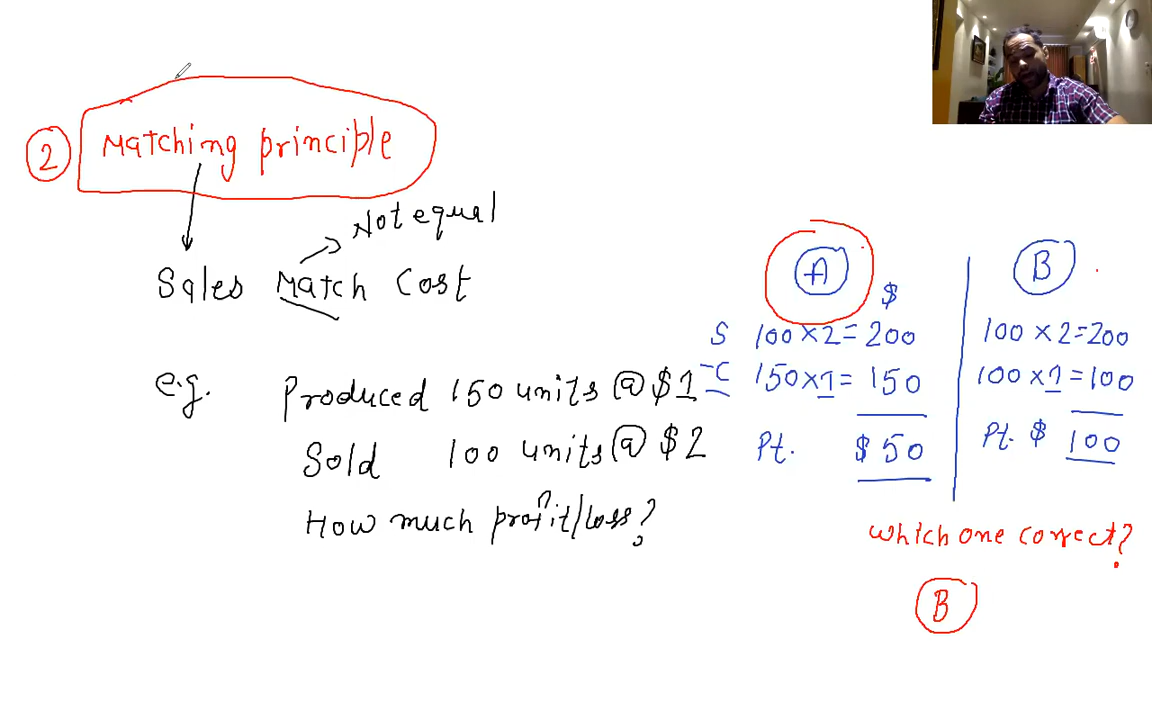 2 Matching principle
Not equal
Sales Match Cost
e.g. Produced 150 units @ $1
Sold 100 units @ $2
How much profit/loss?
A
$
S 100 × 2 = 200
-C 150 × 1 = 150
Pt. $ 50
B
100 × 2 = 200
100 × 1 = 100
Pt. $ 100
which one correct?
B